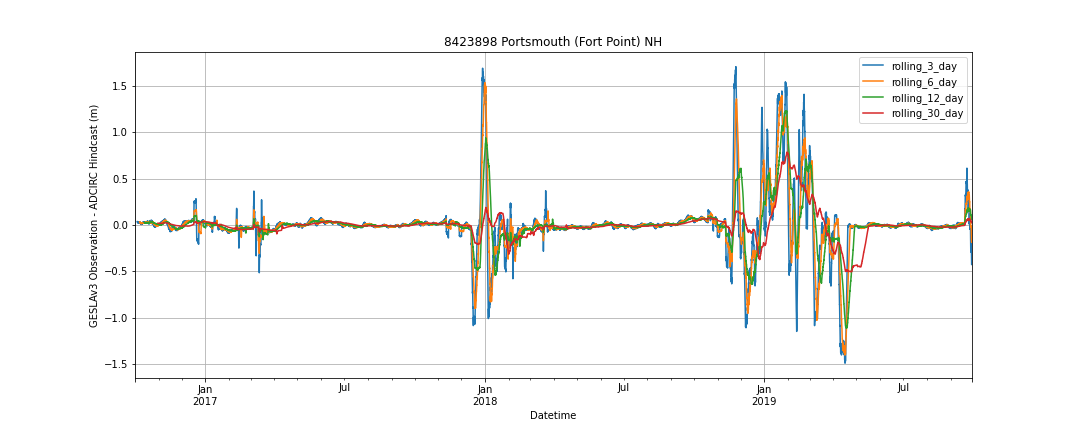 8423898 Portsmouth (Fort Point) NH
GESLAv3 Observation - ADCIRC Hindcast (m)
1.5
1.0
0.5
0.0
−0.5
−1.0
−1.5
rolling_3_day
rolling_6_day
rolling_12_day
rolling_30_day
Jan
2017
Jul
Jan
2018
Jul
Jan
2019
Jul
Datetime